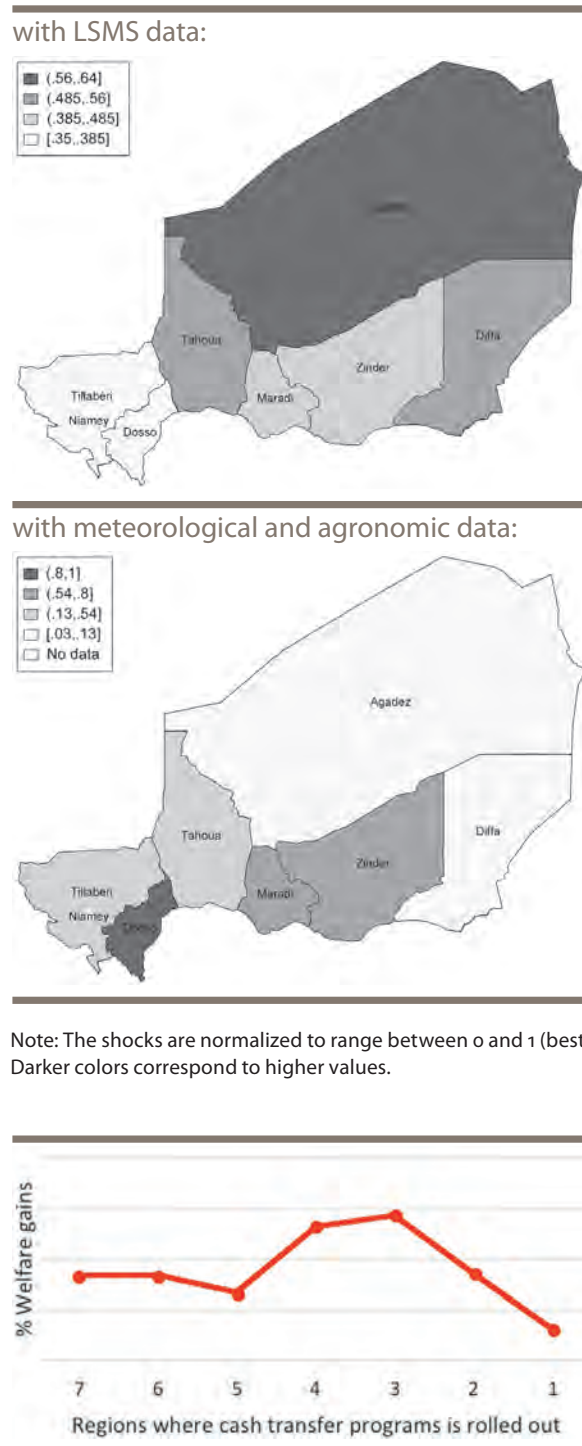 with LSMS data:
(.56,.64]
(.485,.56]
(.385,.485]
[.35,.385]
Tahoua
Diffa
Zinder
Maradi
Tillaberi
Niamey
Dosso
with meteorological and agronomic data:
(.8,1]
(.54,.8]
(.13,.54]
[.03,.13]
No data
Agadez
Tahoua
Diffa
Zinder
Maradi
Tillaberi
Niamey
Dosso
Note: The shocks are normalized to range between 0 and 1 (best
Darker colors correspond to higher values.
% Welfare gains
7 6 5 4 3 2 1
Regions where cash transfer programs is rolled out